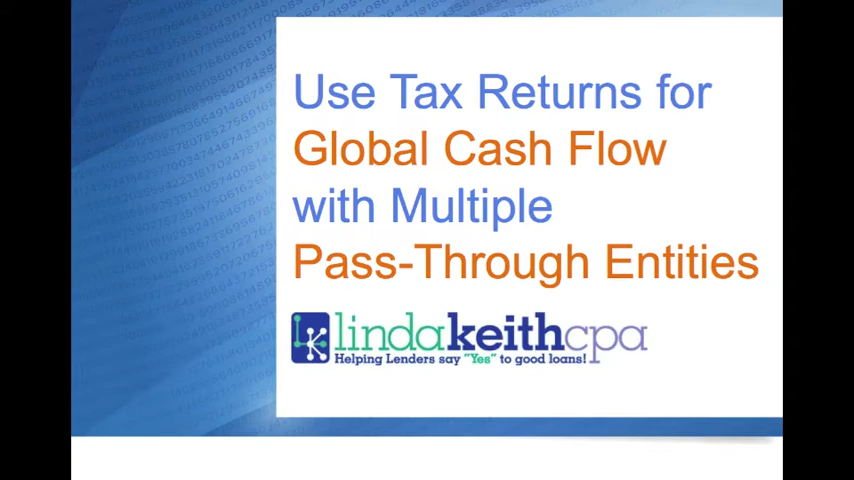 Use Tax Returns for
Global Cash Flow
with Multiple
Pass-Through Entities
lindakeithcpa
Helping Lenders say "Yes" to good loans!